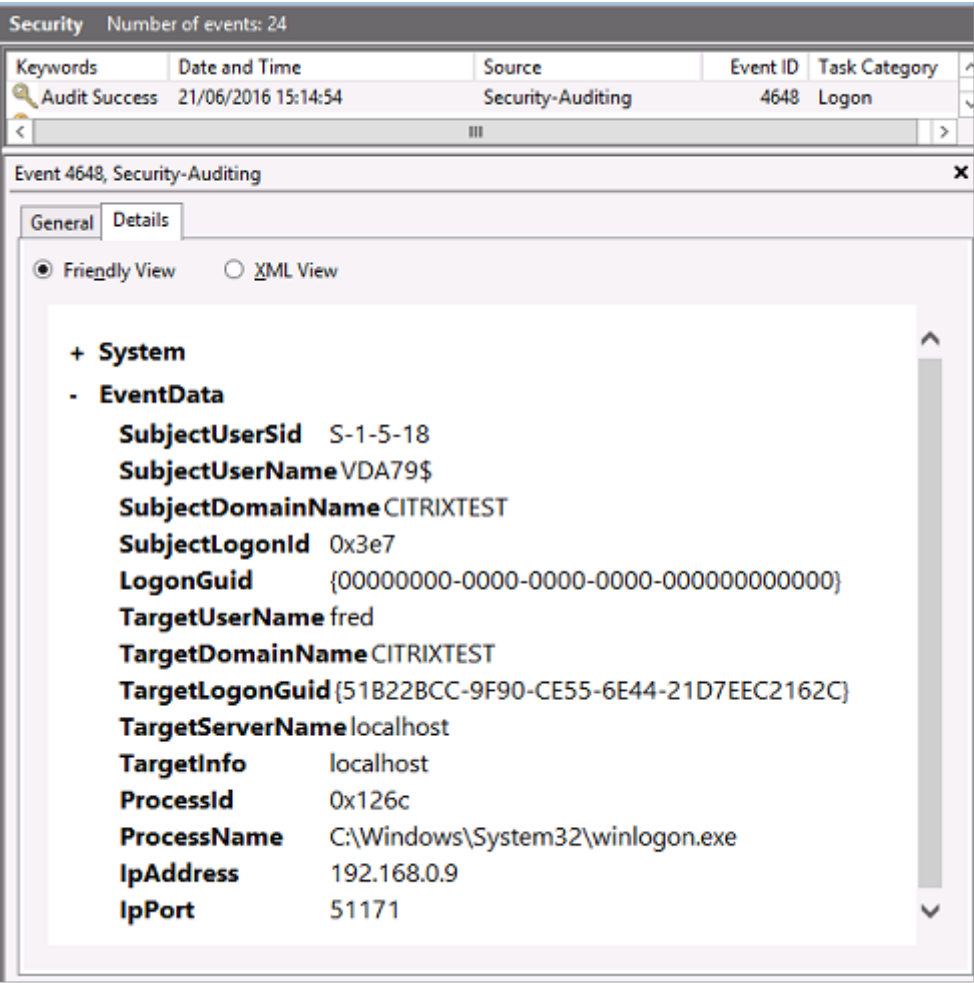 Security Number of events: 24
Keywords Date and Time Source Event ID Task Category
Audit Success 21/06/2016 15:14:54 Security-Auditing 4648 Logon
Event 4648, Security-Auditing
General Details
Friendly View XML View
+ System
- EventData
SubjectUserSid S-1-5-18
SubjectUserName VDA79$
SubjectDomainName CITRIXTEST
SubjectLogonId 0x3e7
LogonGuid {00000000-0000-0000-0000-000000000000}
TargetUserName fred
TargetDomainName CITRIXTEST
TargetLogonGuid {51B22BCC-9F90-CE55-6E44-21D7EEC2162C}
TargetServerName localhost
TargetInfo localhost
ProcessId 0x126c
ProcessName C:\Windows\System32\winlogon.exe
IpAddress 192.168.0.9
IpPort 51171